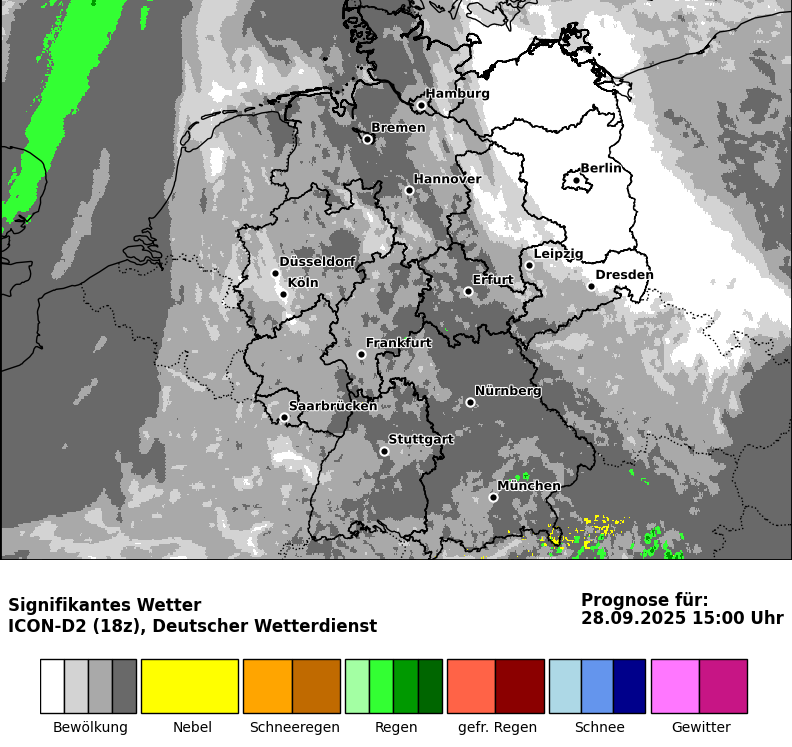 Hamburg
Bremen
Berlin
Hannover
Leipzig
Düsseldorf
Dresden
Köln
Erfurt
Frankfurt
Nürnberg
Saarbrücken
Stuttgart
München
Signifikantes Wetter
ICON-D2 (18z), Deutscher Wetterdienst
Prognose für:
28.09.2025 15:00 Uhr
Bewölkung
Nebel
Schneeregen
Regen
gefr. Regen
Schnee
Gewitter